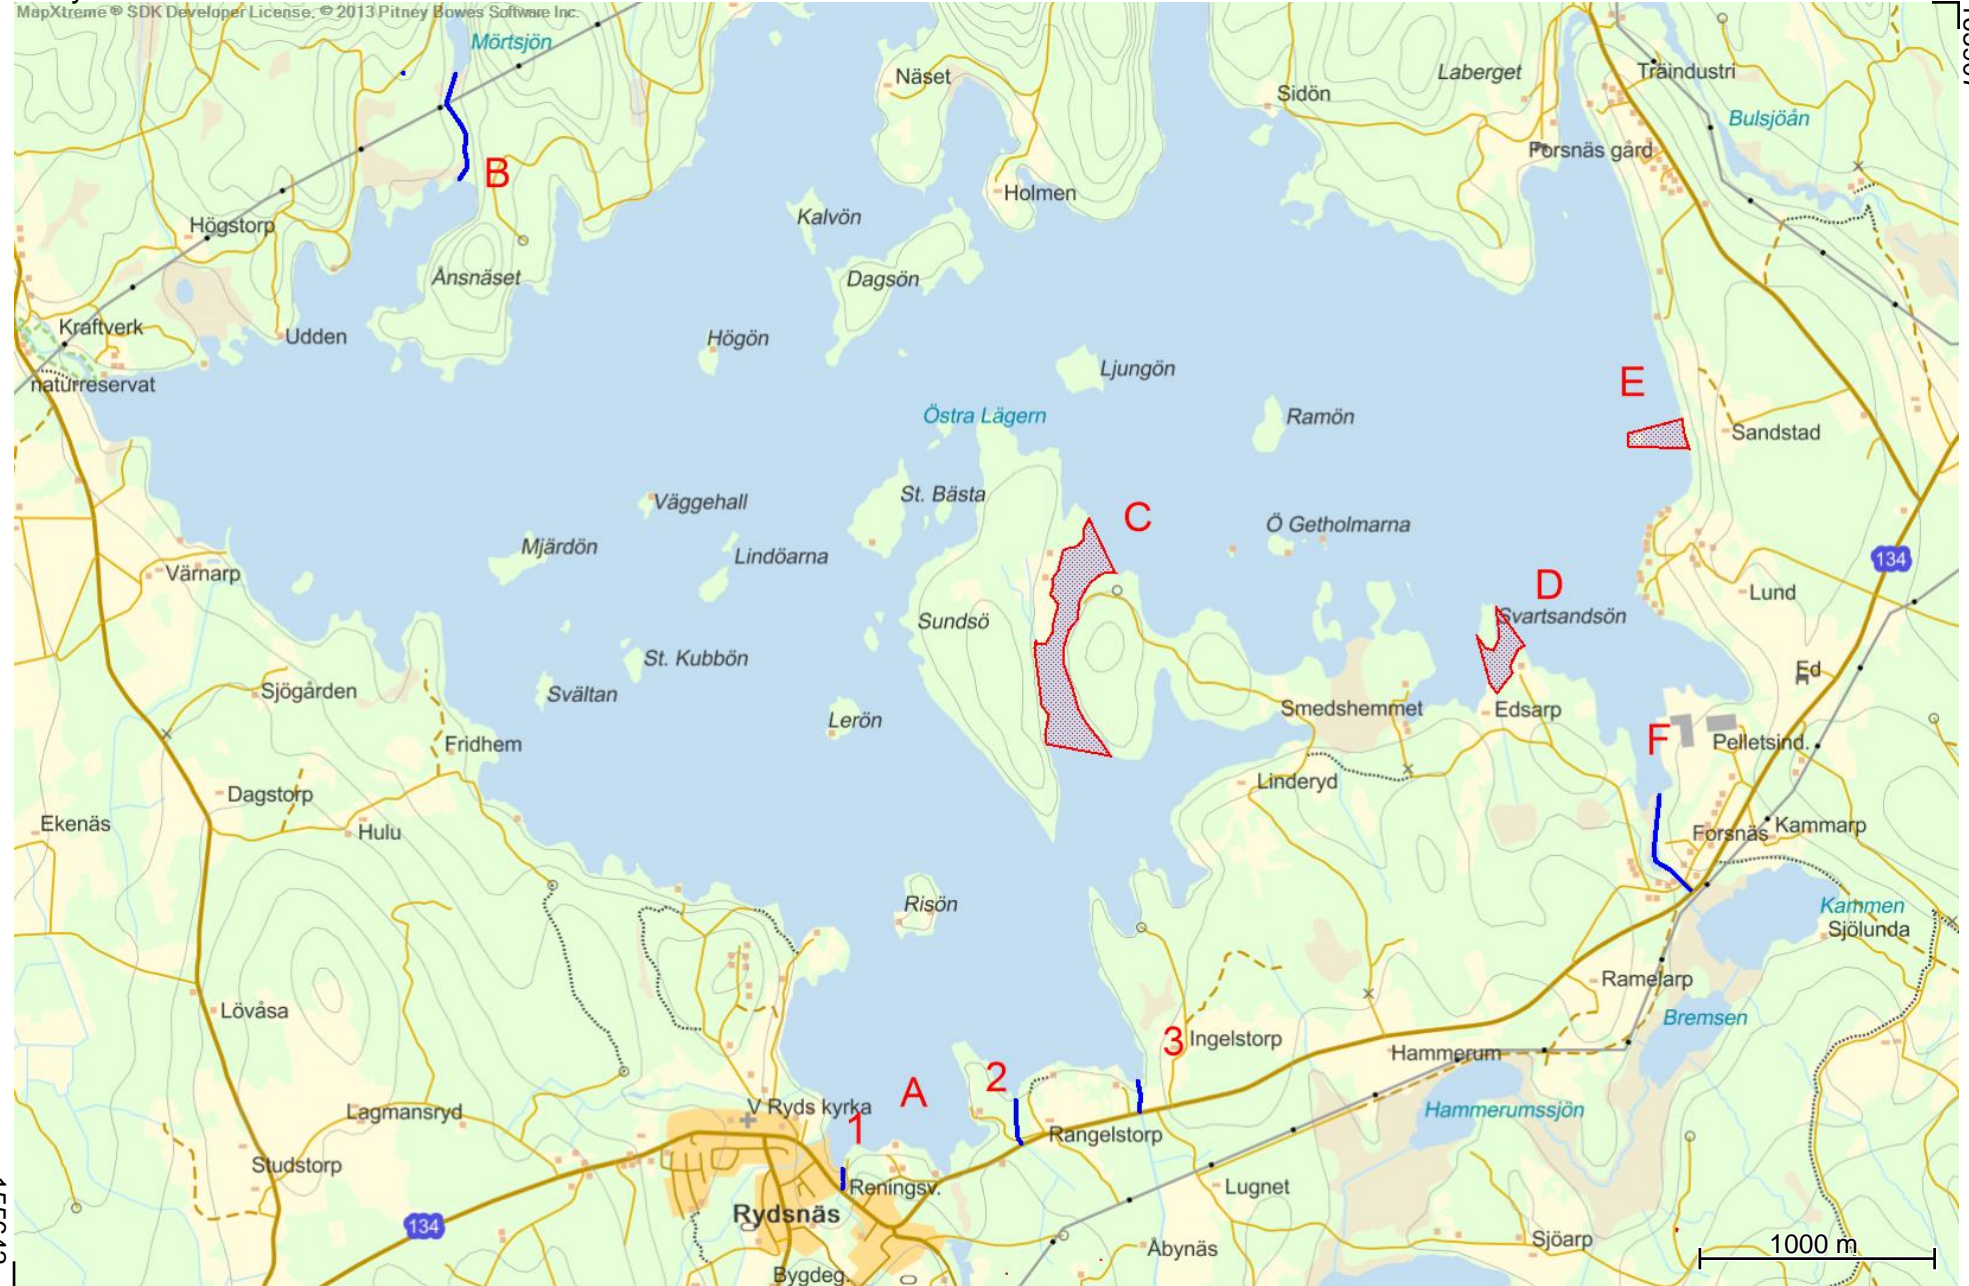 MapXtreme ® SDK Developer License. © 2013 Pitney Bowes Software Inc.
Mörtsjön
Näset
Sidön
Laberget
Träindustri
Bulsjöån
Forsnäs gård
B
Holmen
Kalvön
Högstorp
Ånsnäset
Dagsön
Kraftverk
Udden
Högön
naturreservat
Ljungön
E
Östra Lägern
Ramön
Sandstad
St. Bästa
Väggehall
C
Ö Getholmarna
Mjärdön
Lindöarna
134
Värnarp
D
Lund
Svartsandsön
Sundsö
St. Kubbön
Ed
Sjögården
Svältan
Lerön
Smedshemmet
Edsarp
Fridhem
F
Pelletsind.
Linderyd
Dagstorp
Ekenäs
Hulu
Forsnäs
Kammarp
Risön
Kammen
Sjölunda
Ramelarp
Lövåsa
Bremsen
3
Ingelstorp
Hammerum
2
A
V Ryds kyrka
Lagmansryd
Hammerumssjön
1
Rangelstorp
Studstorp
Reningsv.
Lugnet
Rydsnäs
134
Åbynäs
Sjöarp
1000 m
Bygdeg.